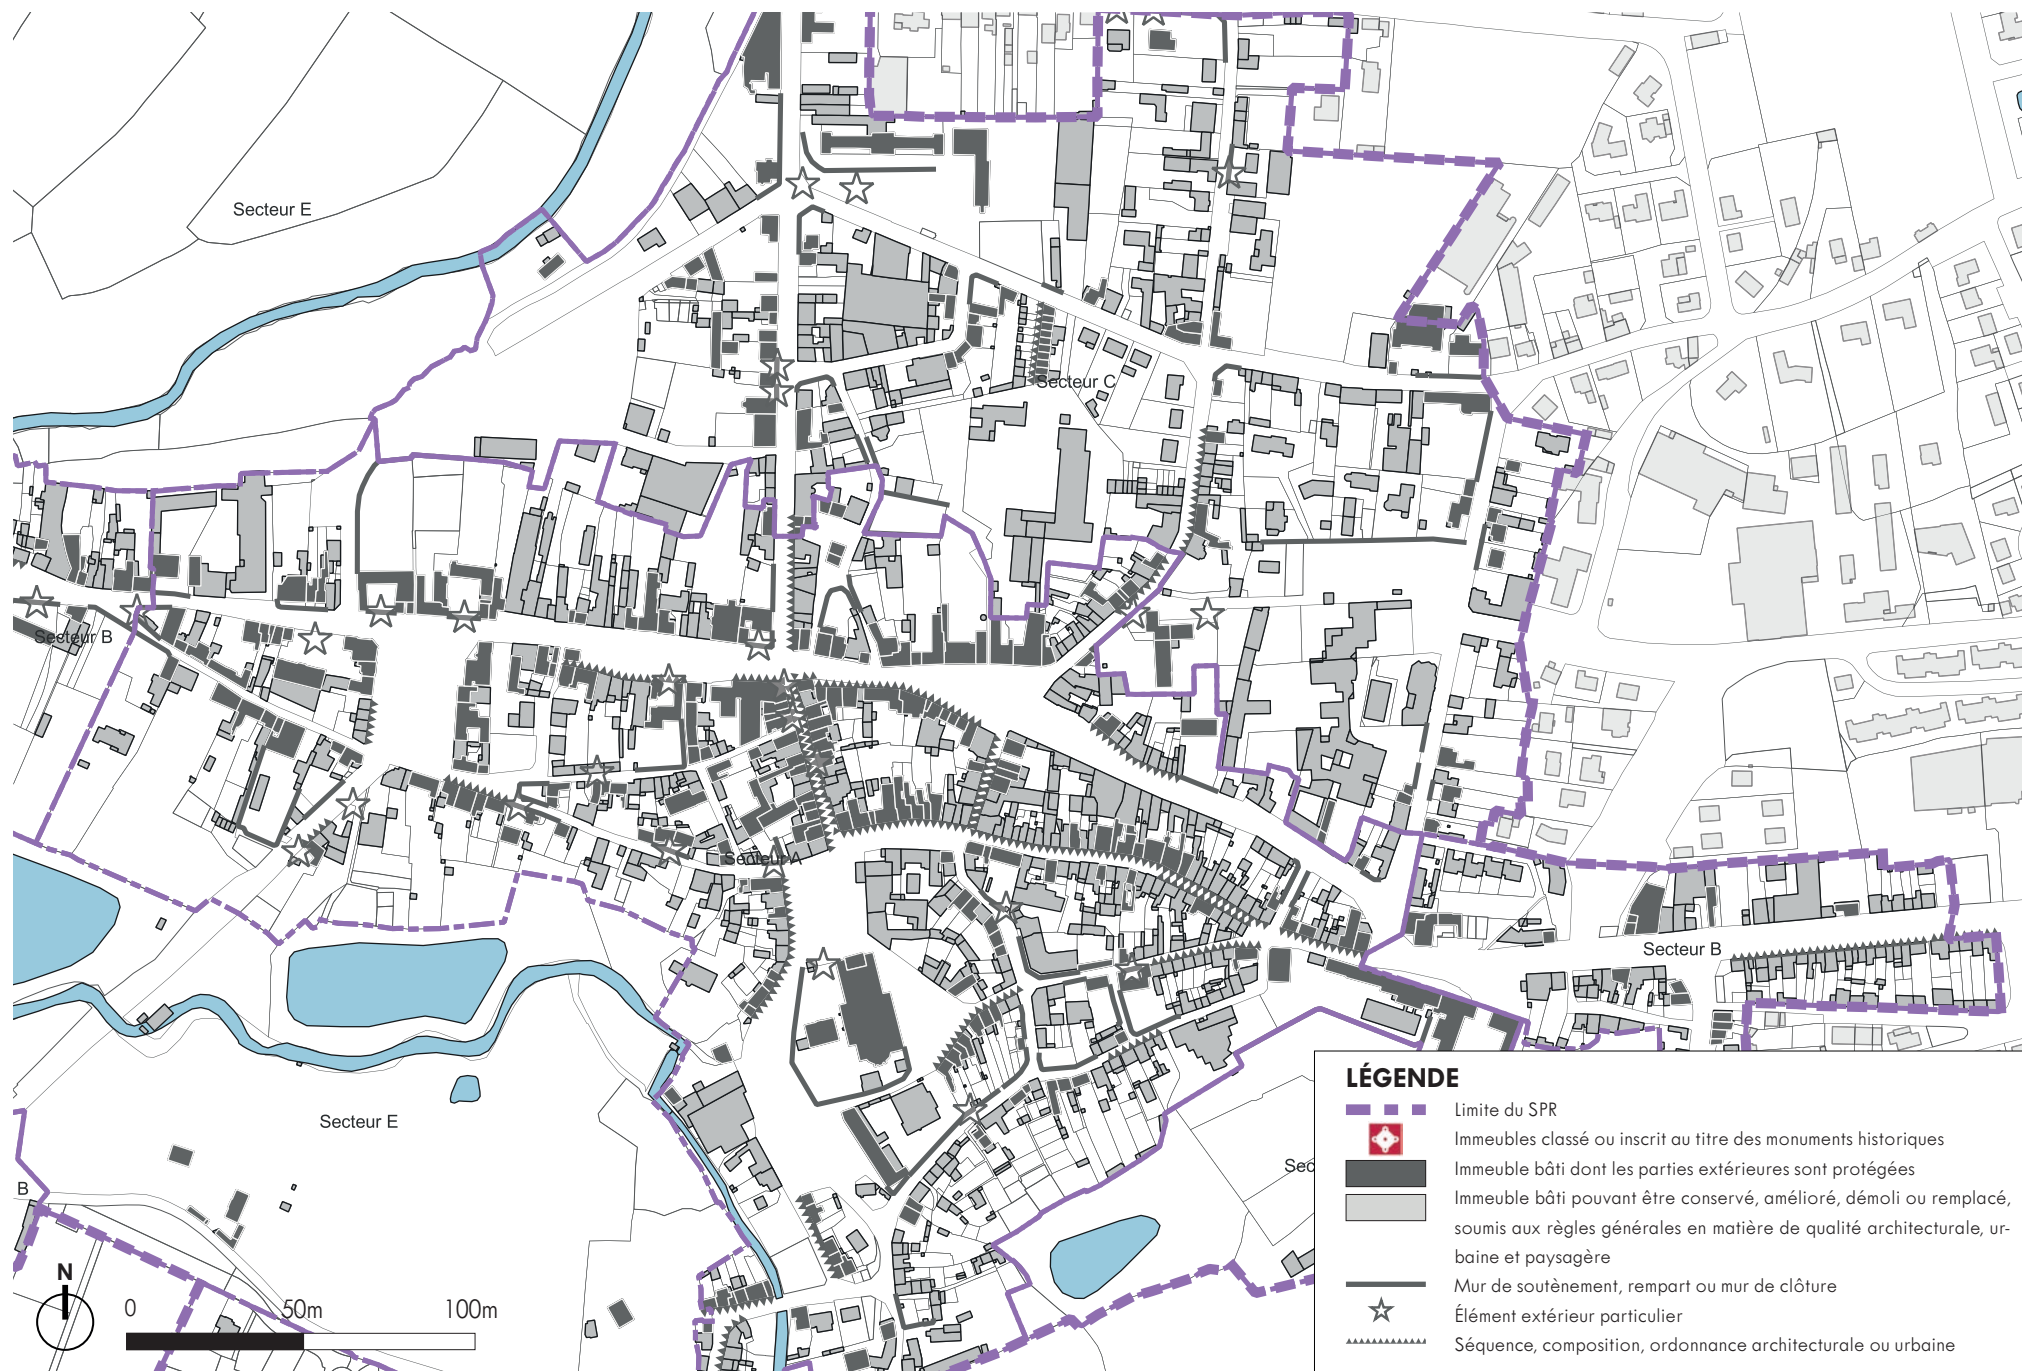 Secteur E
Secteur C
Secteur B
Secteur A
Secteur B
Secteur E
Sec
B
N
0 50m 100m
LÉGENDE
Limite du SPR
Immeubles classé ou inscrit au titre des monuments historiques
Immeuble bâti dont les parties extérieures sont protégées
Immeuble bâti pouvant être conservé, amélioré, démoli ou remplacé,
soumis aux règles générales en matière de qualité architecturale, ur-
baine et paysagère
Mur de soutènement, rempart ou mur de clôture
Élément extérieur particulier
Séquence, composition, ordonnance architecturale ou urbaine